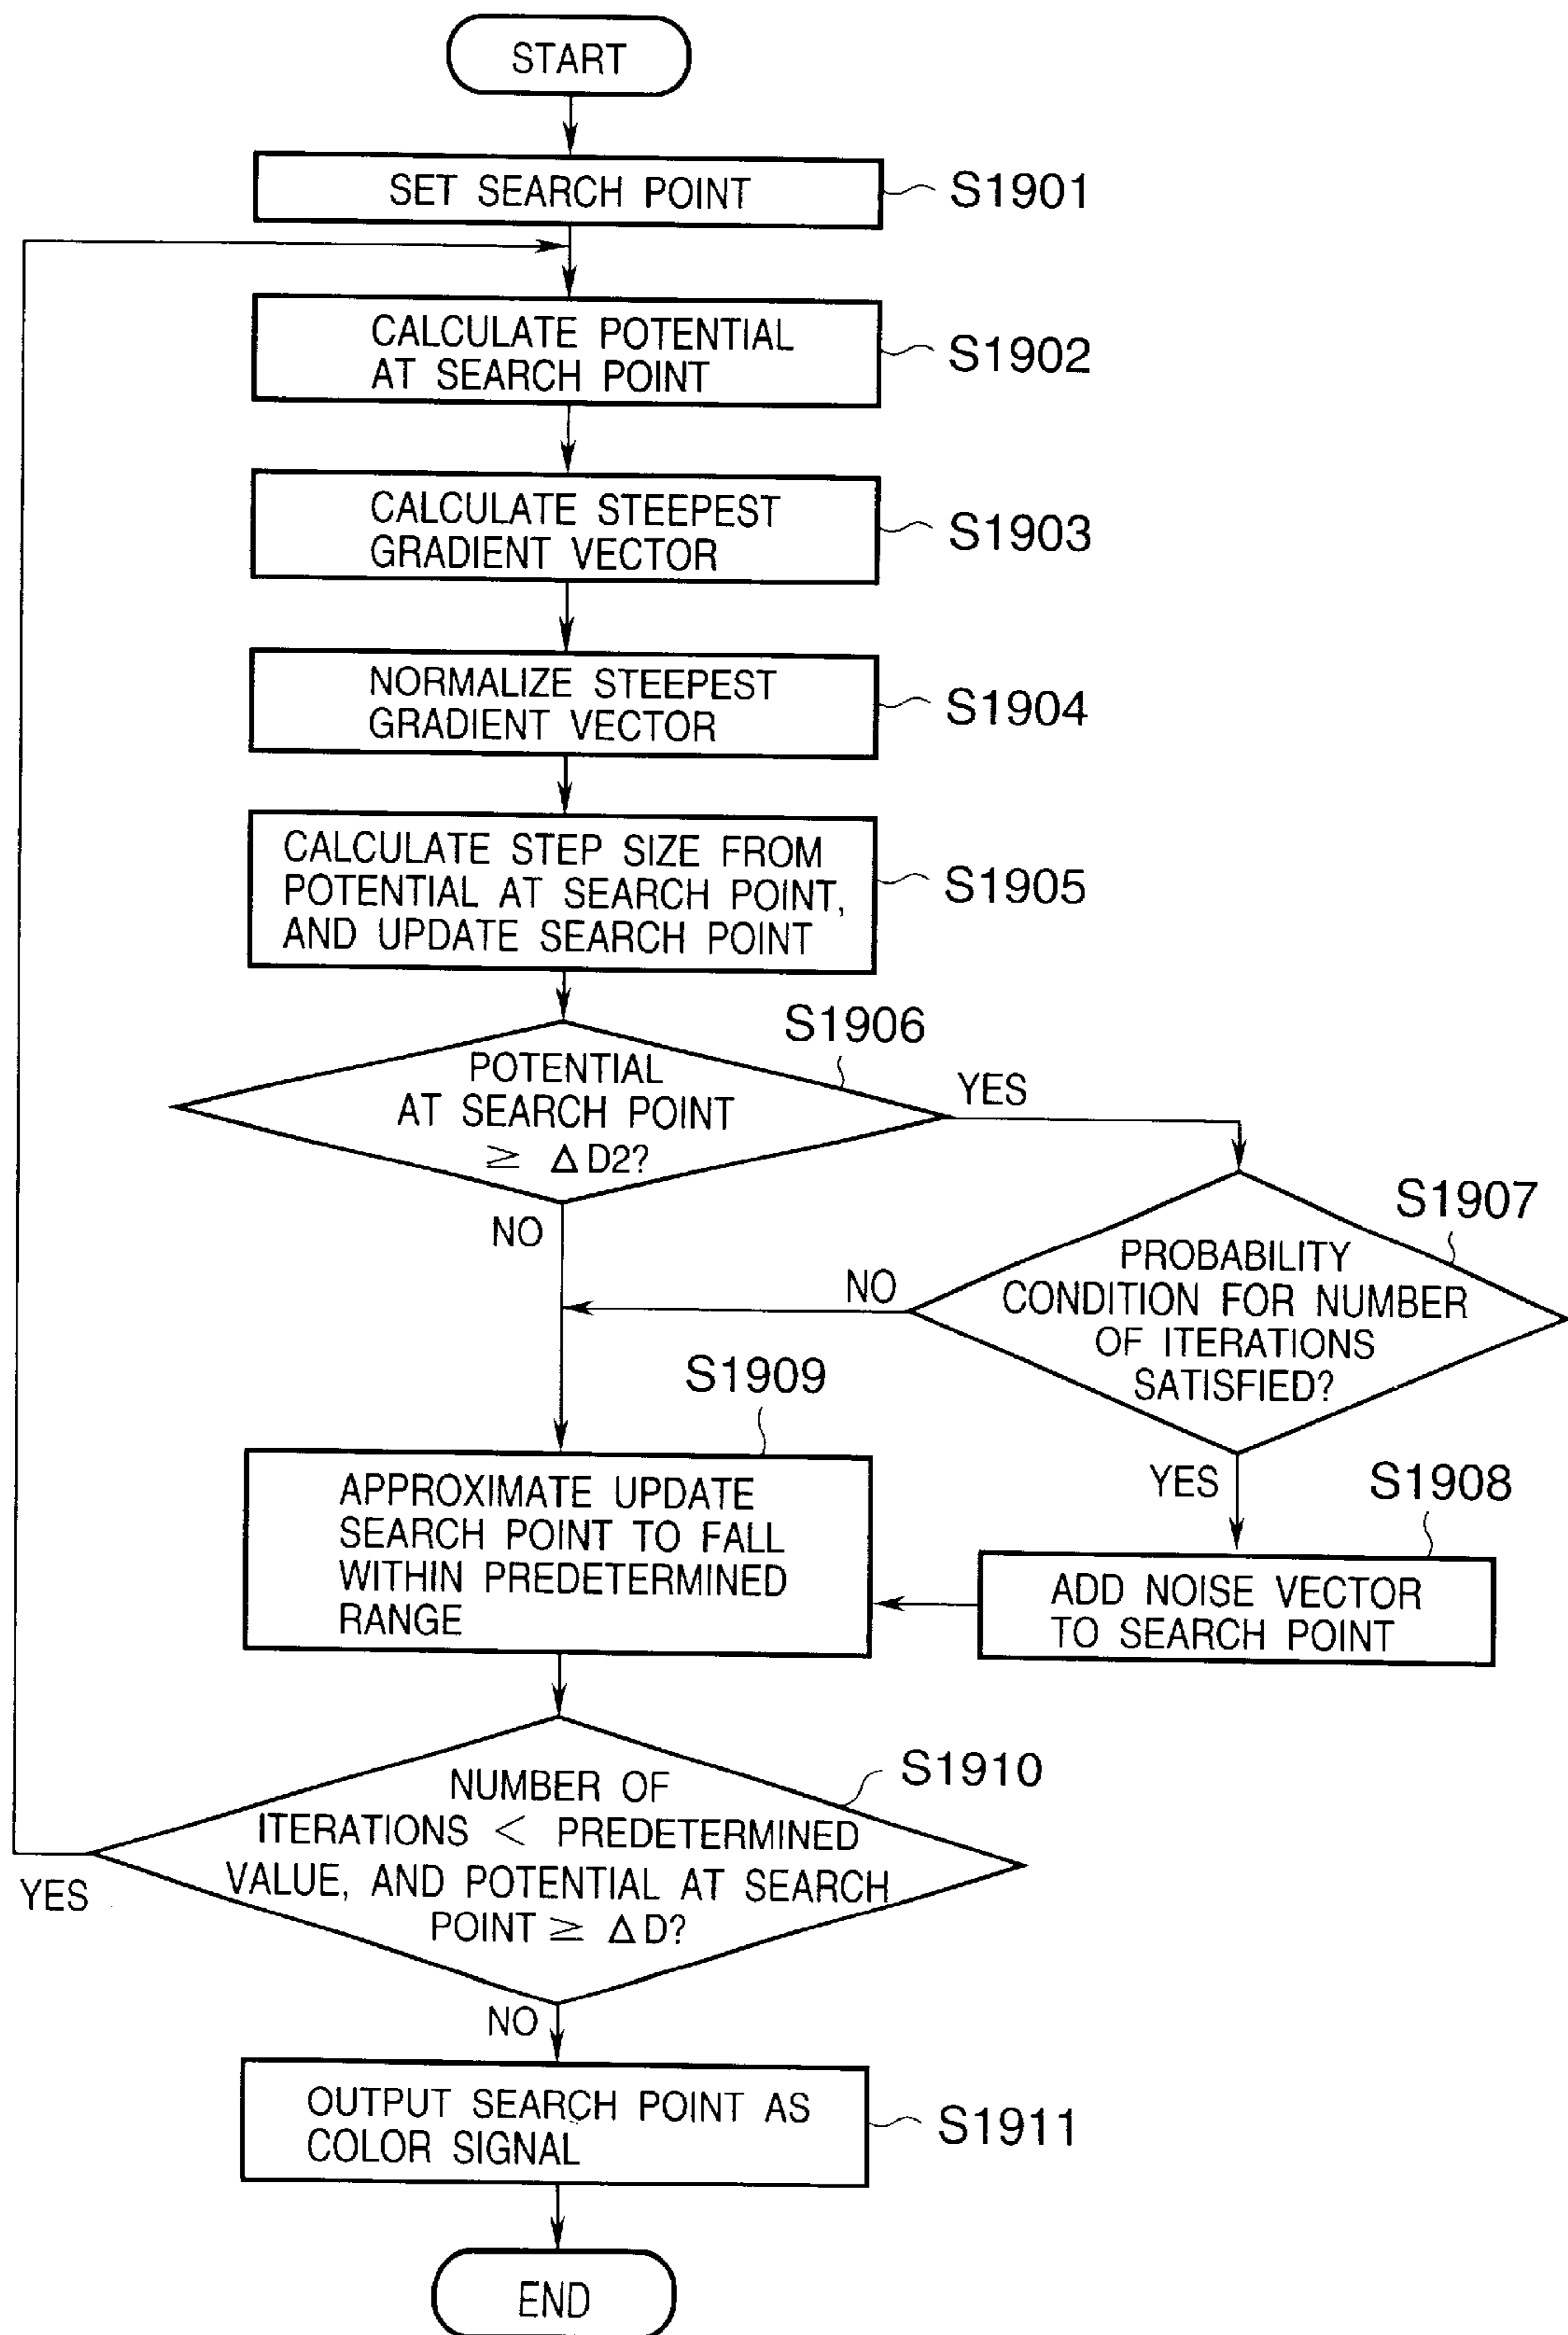 START
SET SEARCH POINT
S1901
CALCULATE POTENTIAL
AT SEARCH POINT
S1902
CALCULATE STEEPEST
GRADIENT VECTOR
S1903
NORMALIZE STEEPEST
GRADIENT VECTOR
S1904
CALCULATE STEP SIZE FROM
POTENTIAL AT SEARCH POINT,
AND UPDATE SEARCH POINT
S1905
S1906
POTENTIAL
AT SEARCH POINT
≥ ΔD2?
YES
NO
S1907
PROBABILITY
CONDITION FOR NUMBER
OF ITERATIONS
SATISFIED?
NO
YES
S1908
ADD NOISE VECTOR
TO SEARCH POINT
S1909
APPROXIMATE UPDATE
SEARCH POINT TO FALL
WITHIN PREDETERMINED
RANGE
S1910
NUMBER OF
ITERATIONS < PREDETERMINED
VALUE, AND POTENTIAL AT SEARCH
POINT ≥ ΔD?
YES
NO
OUTPUT SEARCH POINT AS
COLOR SIGNAL
S1911
END